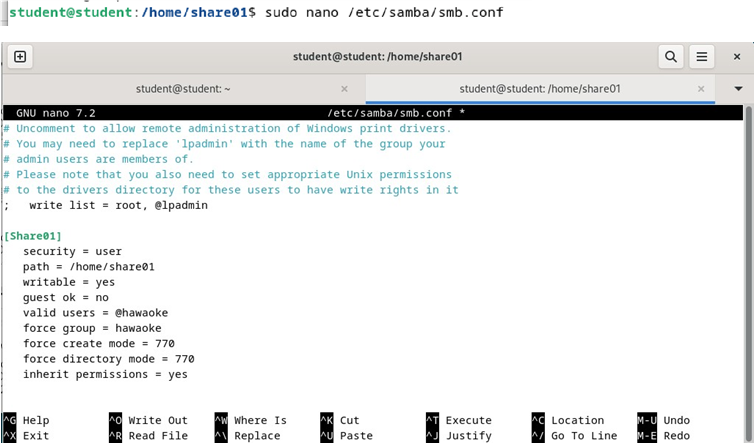 student@student:/home/share01$ sudo nano /etc/samba/smb.conf
student@student: /home/share01
student@student: ~
student@student: /home/share01
GNU nano 7.2 /etc/samba/smb.conf *
# Uncomment to allow remote administration of Windows print drivers.
# You may need to replace 'lpadmin' with the name of the group your
# admin users are members of.
# Please note that you also need to set appropriate Unix permissions
# to the drivers directory for these users to have write rights in it
;   write list = root, @lpadmin
[Share01]
security = user
path = /home/share01
writable = yes
guest ok = no
valid users = @hawaoke
force group = hawaoke
force create mode = 770
force directory mode = 770
inherit permissions = yes
^G Help ^O Write Out ^W Where Is ^K Cut ^T Execute ^C Location M-U Undo
^X Exit ^R Read File ^\ Replace ^U Paste ^J Justify ^/ Go To Line M-E Redo